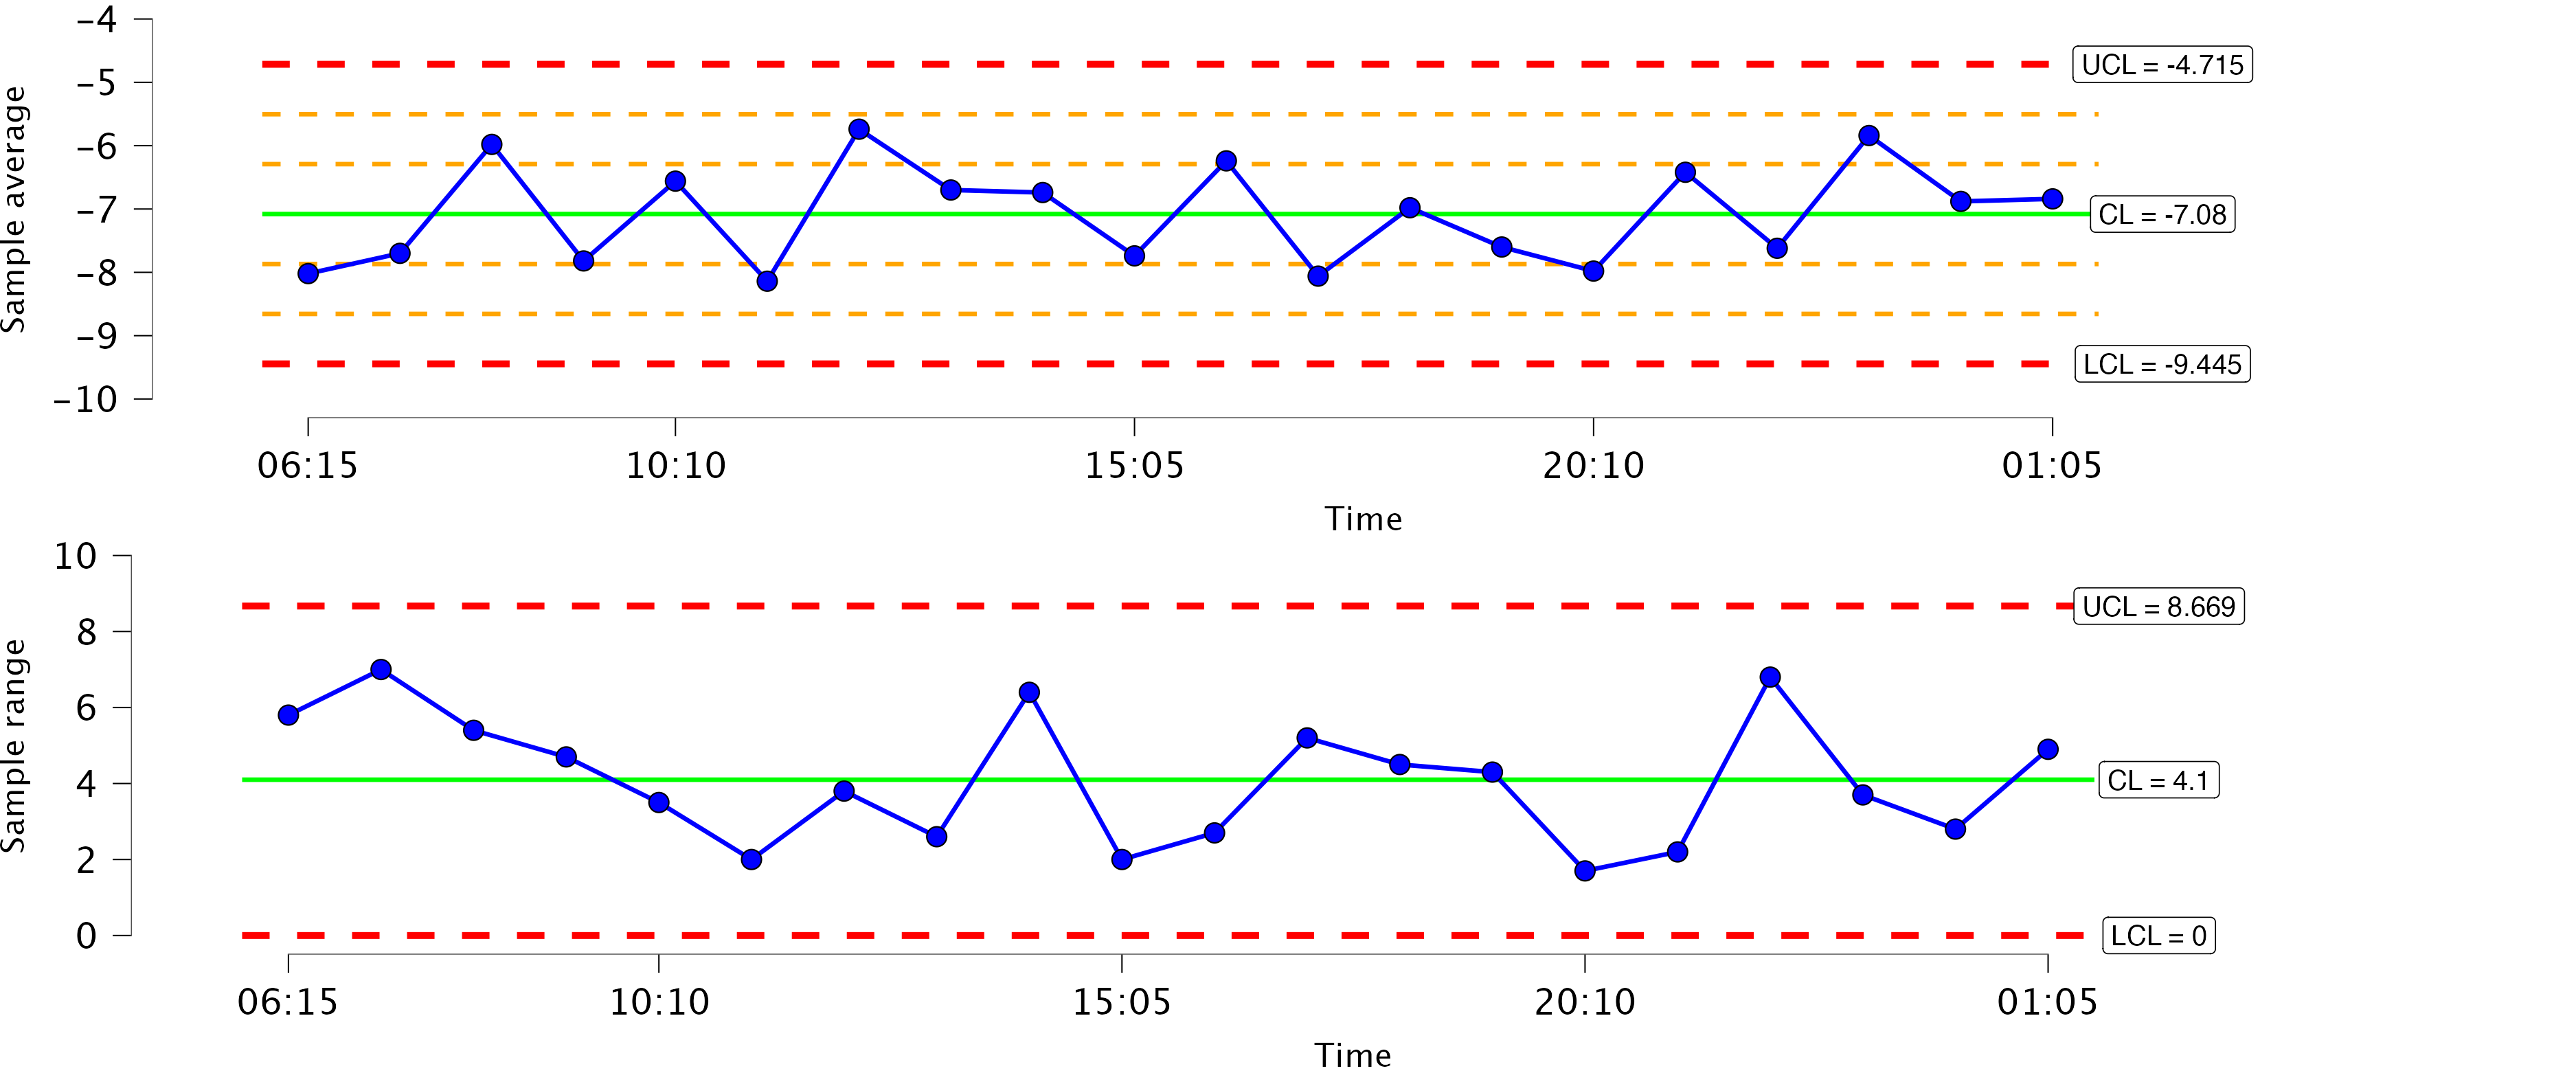 Sample average
−4
−5
−6
−7
−8
−9
−10
UCL = -4.715
CL = -7.08
LCL = -9.445
06:15 10:10 15:05 20:10 01:05
Time
Sample range
10
8
6
4
2
0
UCL = 8.669
CL = 4.1
LCL = 0
06:15 10:10 15:05 20:10 01:05
Time